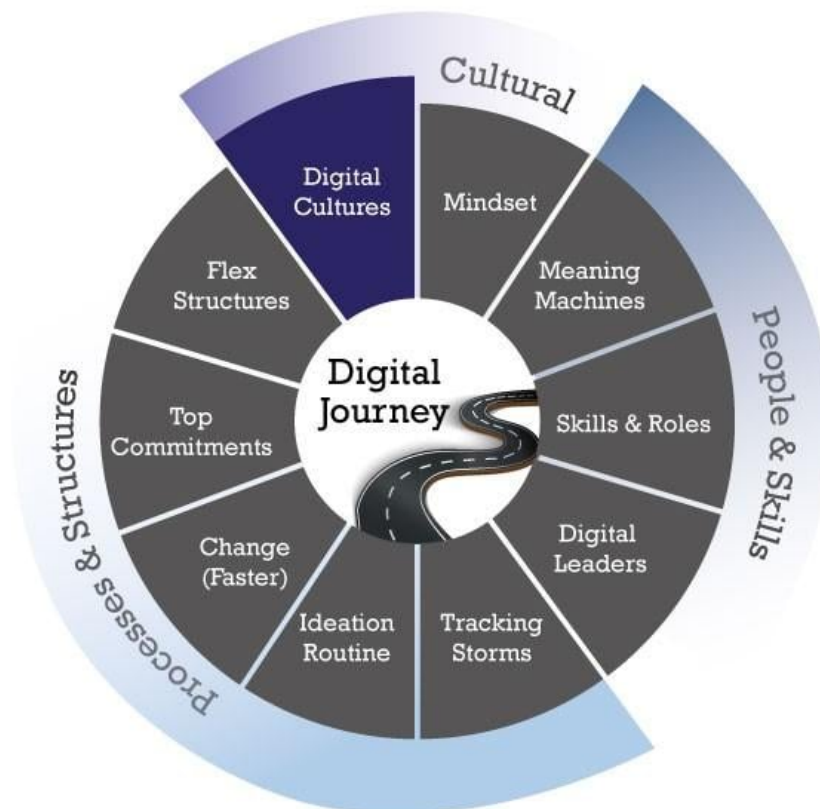 Cultural
Digital
Cultures
Mindset
Meaning
Machines
People & Skills
Skills & Roles
Digital
Leaders
Tracking
Storms
Ideation
Routine
Change
(Faster)
Top
Commitments
Flex
Structures
Processes & Structures
Digital
Journey